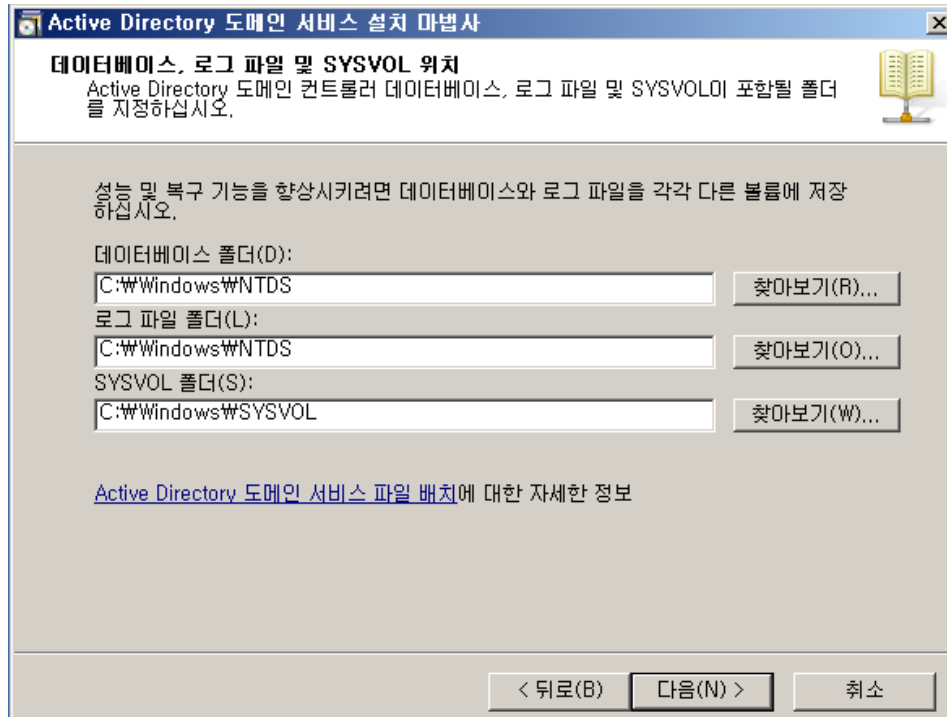 Active Directory 도메인 서비스 설치 마법사
데이터베이스, 로그 파일 및 SYSVOL 위치
Active Directory 도메인 컨트롤러 데이터베이스, 로그 파일 및 SYSVOL이 포함될 폴더
를 지정하십시오.
성능 및 복구 기능을 향상시키려면 데이터베이스와 로그 파일을 각각 다른 볼륨에 저장
하십시오.
데이터베이스 폴더(D):
C:₩Windows₩NTDS
찾아보기(R)...
로그 파일 폴더(L):
C:₩Windows₩NTDS
찾아보기(O)...
SYSVOL 폴더(S):
C:₩Windows₩SYSVOL
찾아보기(W)...
Active Directory 도메인 서비스 파일 배치에 대한 자세한 정보
< 뒤로(B)
다음(N) >
취소